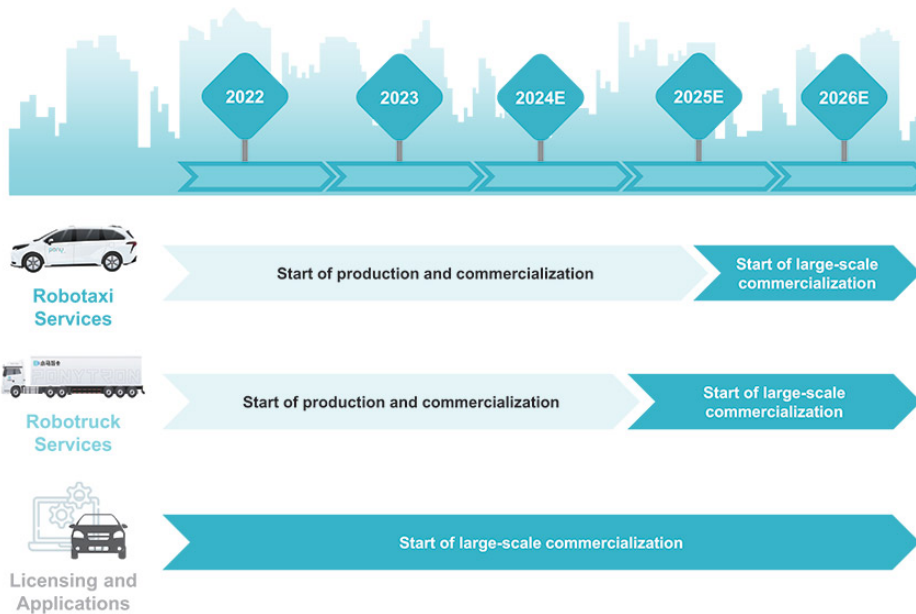 2022
2023
2024E
2025E
2026E
pony
Robotaxi
Services
Start of production and commercialization
Start of large-scale
commercialization
Robotruck
Services
Start of production and commercialization
Start of large-scale
commercialization
Licensing and
Applications
Start of large-scale commercialization